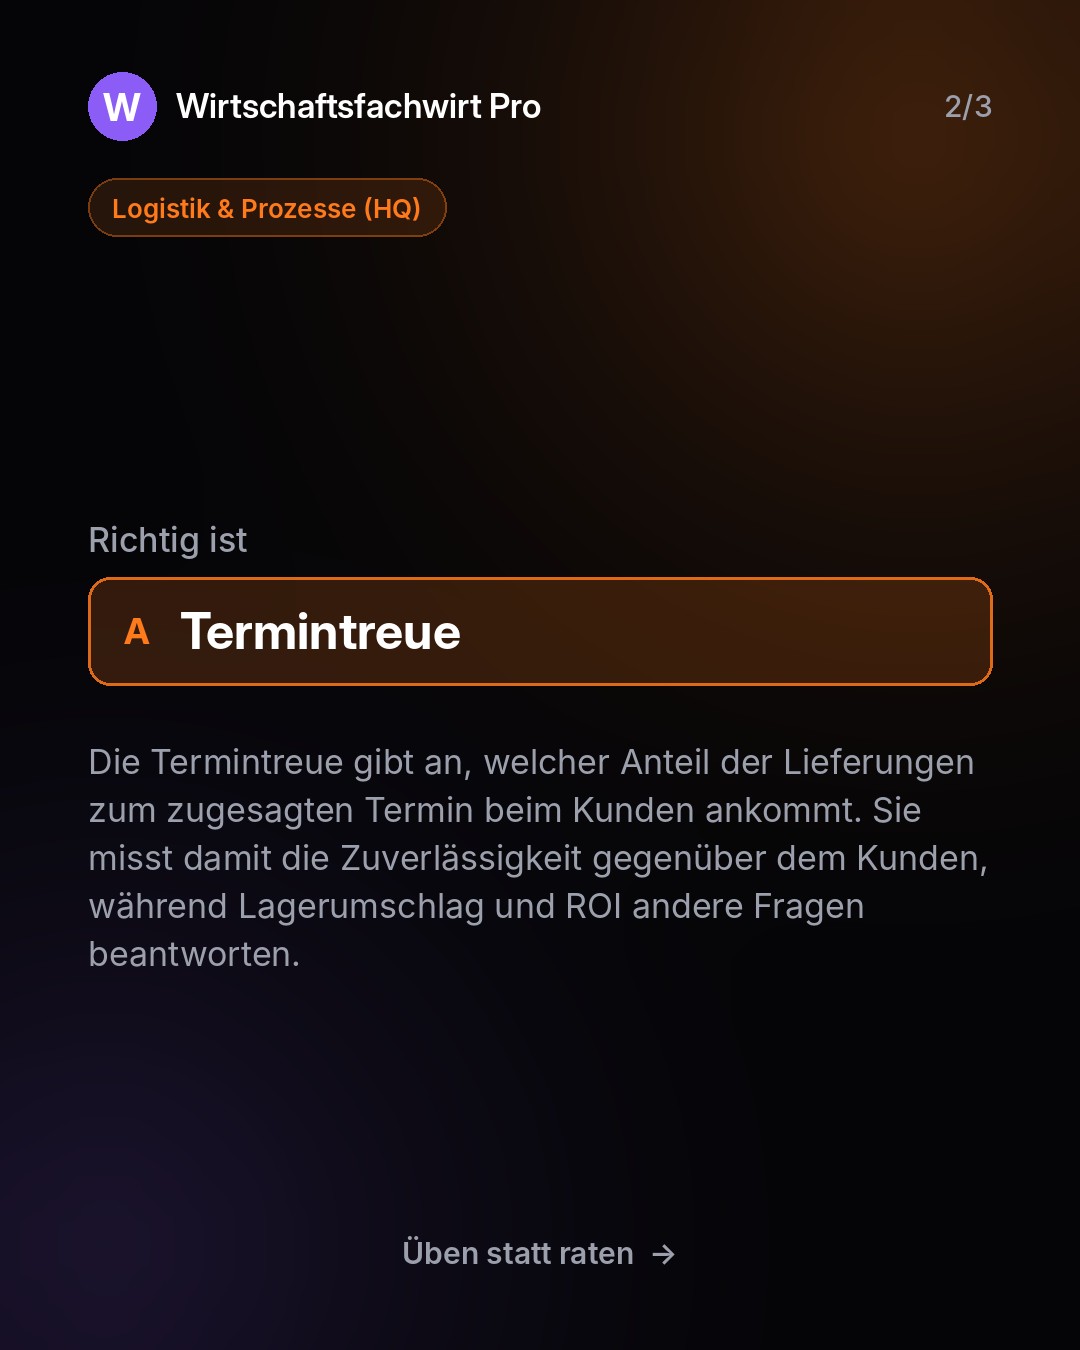 W Wirtschaftsfachwirt Pro 2/3
Logistik & Prozesse (HQ)
Richtig ist
A Termintreue
Die Termintreue gibt an, welcher Anteil der Lieferungen
zum zugesagten Termin beim Kunden ankommt. Sie
misst damit die Zuverlässigkeit gegenüber dem Kunden,
während Lagerumschlag und ROI andere Fragen
beantworten.
Üben statt raten →